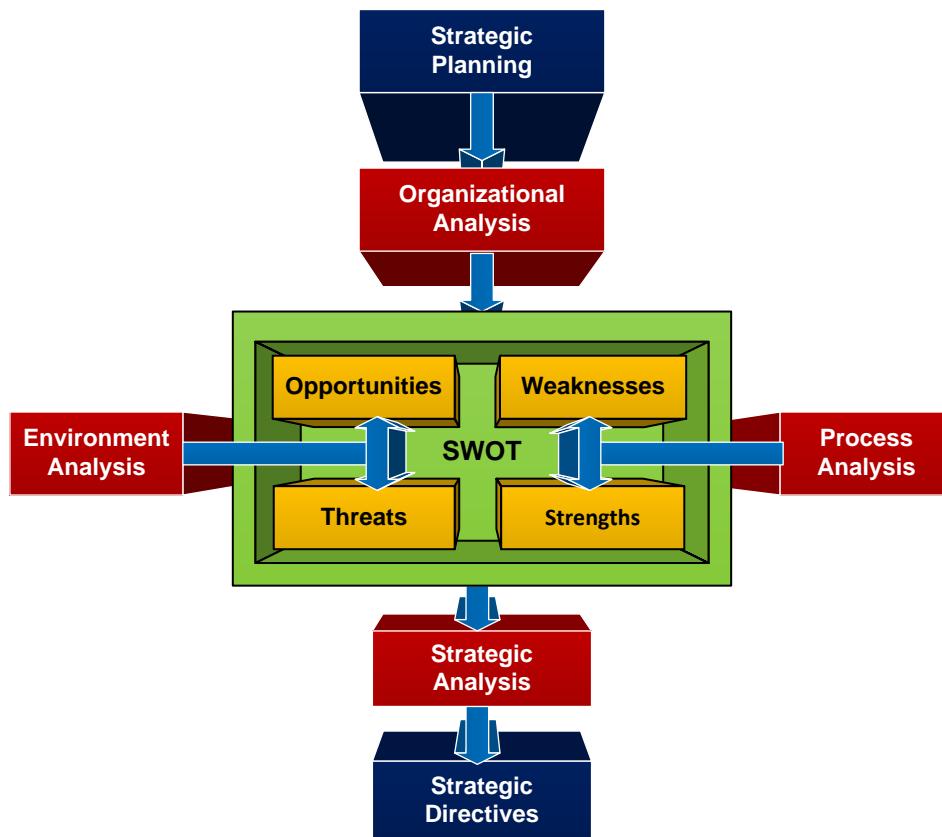 Strategic
Planning
Organizational
Analysis
Opportunities
Weaknesses
Environment
Analysis
SWOT
Process
Analysis
Threats
Strengths
Strategic
Analysis
Strategic
Directives